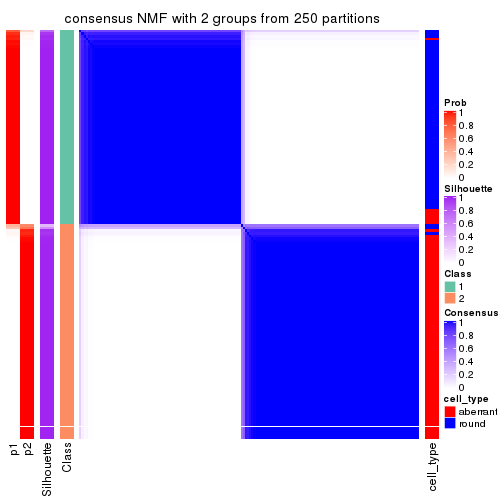 consensus NMF with 2 groups from 250 partitions
Prob
1
0.8
0.6
0.4
0.2
0
Silhouette
1
0.8
0.6
0.4
0.2
0
Class
1
2
Consensus
1
0.8
0.6
0.4
0.2
0
cell_type
aberrant
round
p1
p2
Silhouette
Class
cell_type